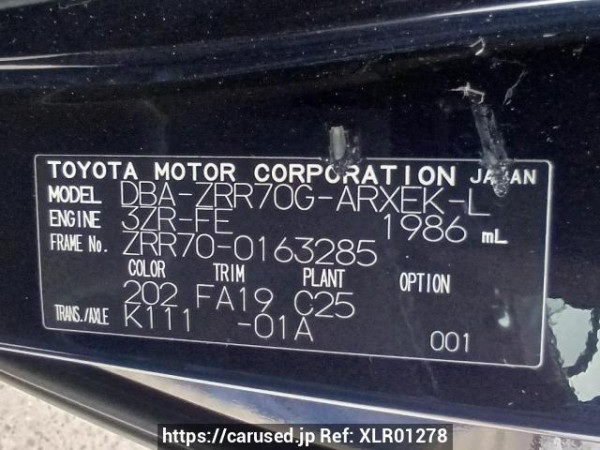 TOYOTA MOTOR CORPORATION JAPAN
MODEL DBA-ZRR70G-ARXEK-L
ENGINE 3ZR-FE 1986 mL
FRAME No. ZRR70-0163285
COLOR TRIM PLANT OPTION
202 FA19 C25
TRANS./AXLE K111 -01A
001
https://carused.jp Ref: XLR01278